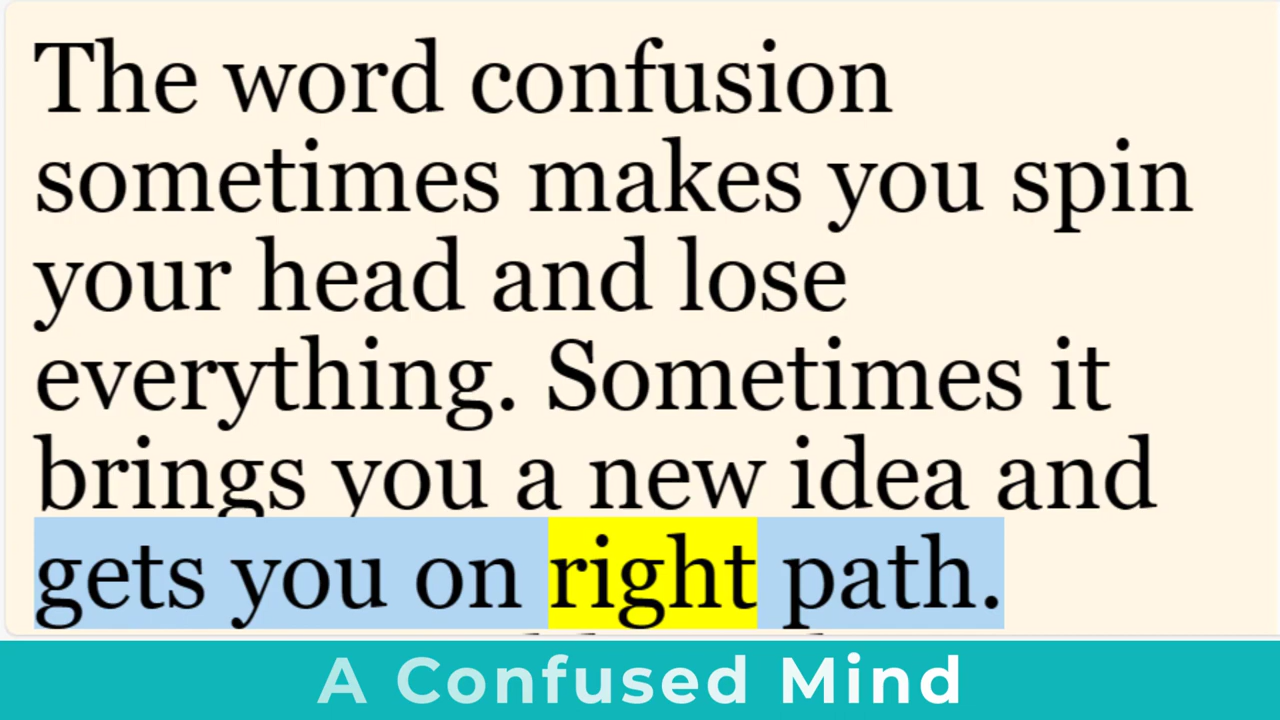 The word confusion
sometimes makes you spin
your head and lose
everything. Sometimes it
brings you a new idea and
gets you on right path.
A Confused Mind